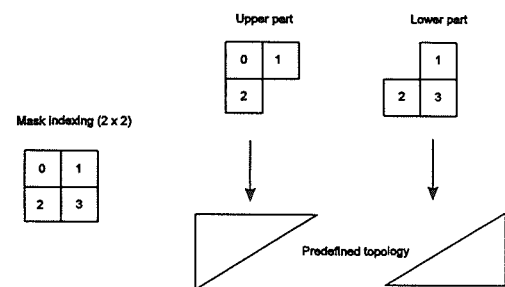 Upper part
Lower part
0 1
2
1
2 3
Mask indexing (2 x 2)
0 1
2 3
Predefined topology